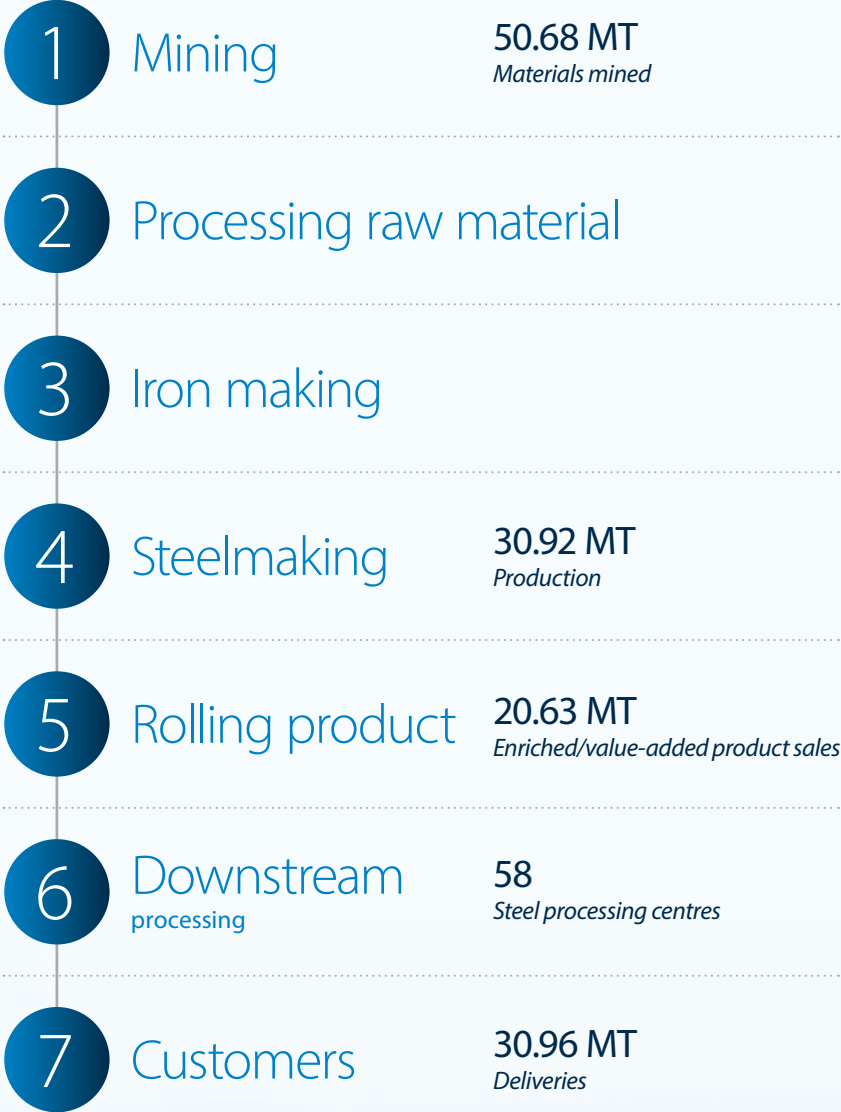 1
Mining
50.68 MT
Materials mined
2
Processing raw material
3
Iron making
4
Steelmaking
30.92 MT
Production
5
Rolling product
20.63 MT
Enriched/value-added product sales
6
Downstream
processing
58
Steel processing centres
7
Customers
30.96 MT
Deliveries